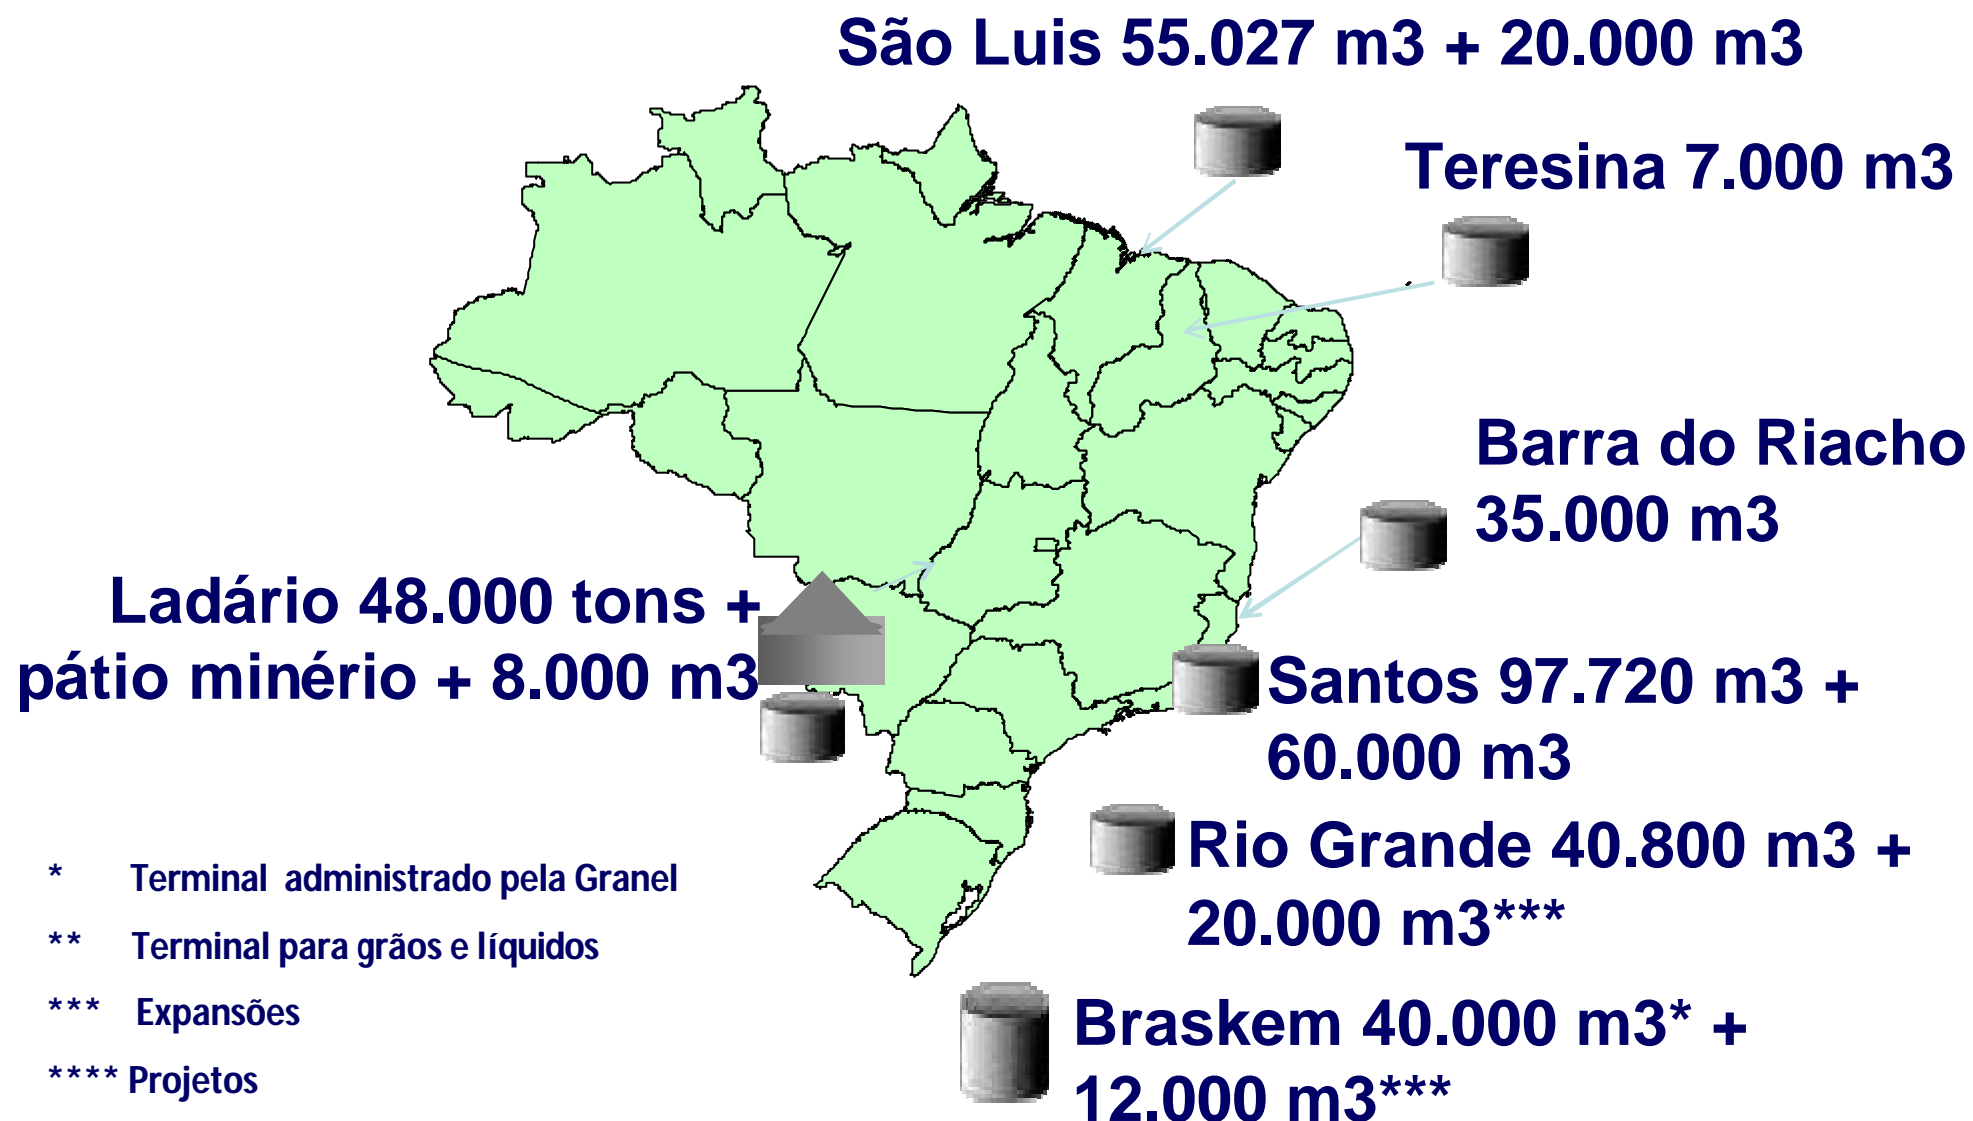 São Luis 55.027 m3 + 20.000 m3
Teresina 7.000 m3
Barra do Riacho
35.000 m3
Ladário 48.000 tons +
pátio minério + 8.000 m3
Santos 97.720 m3 +
60.000 m3
Rio Grande 40.800 m3 +
20.000 m3***
Braskem 40.000 m3* +
12.000 m3***
* Terminal administrado pela Granel
** Terminal para grãos e líquidos
*** Expansões
**** Projetos